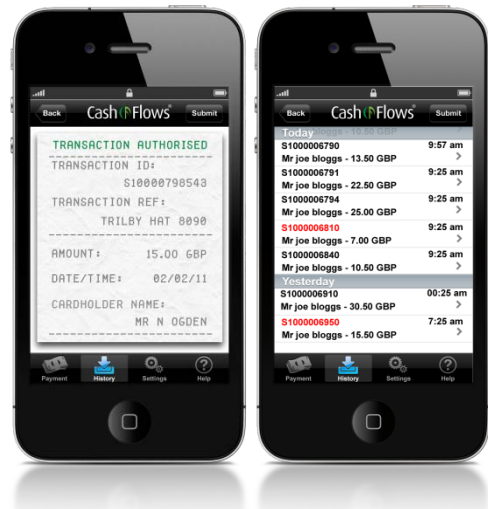 Back
Cash Flows
Submit
TRANSACTION AUTHORISED
TRANSACTION ID:
S10000798543
TRANSACTION REF:
TRILBY HAT 8090
AMOUNT: 15.00 GBP
DATE/TIME: 02/02/11
CARDHOLDER NAME:
MR N OGDEN
Payment
History
Settings
Help
Back
Cash Flows
Submit
Today
bloggs - 10.50 GBP
S1000006790 9:57 am
Mr joe bloggs - 13.50 GBP
S1000006791 9:25 am
Mr joe bloggs - 22.50 GBP
S1000006794 9:25 am
Mr joe bloggs - 25.00 GBP
S1000006810 9:25 am
Mr joe bloggs - 7.00 GBP
S1000006840 9:25 am
Mr joe bloggs - 10.50 GBP
Yesterday
S1000006910 00:25 am
Mr joe bloggs - 30.50 GBP
S1000006950 7:25 am
Mr joe bloggs - 15.50 GBP
Payment
History
Settings
Help